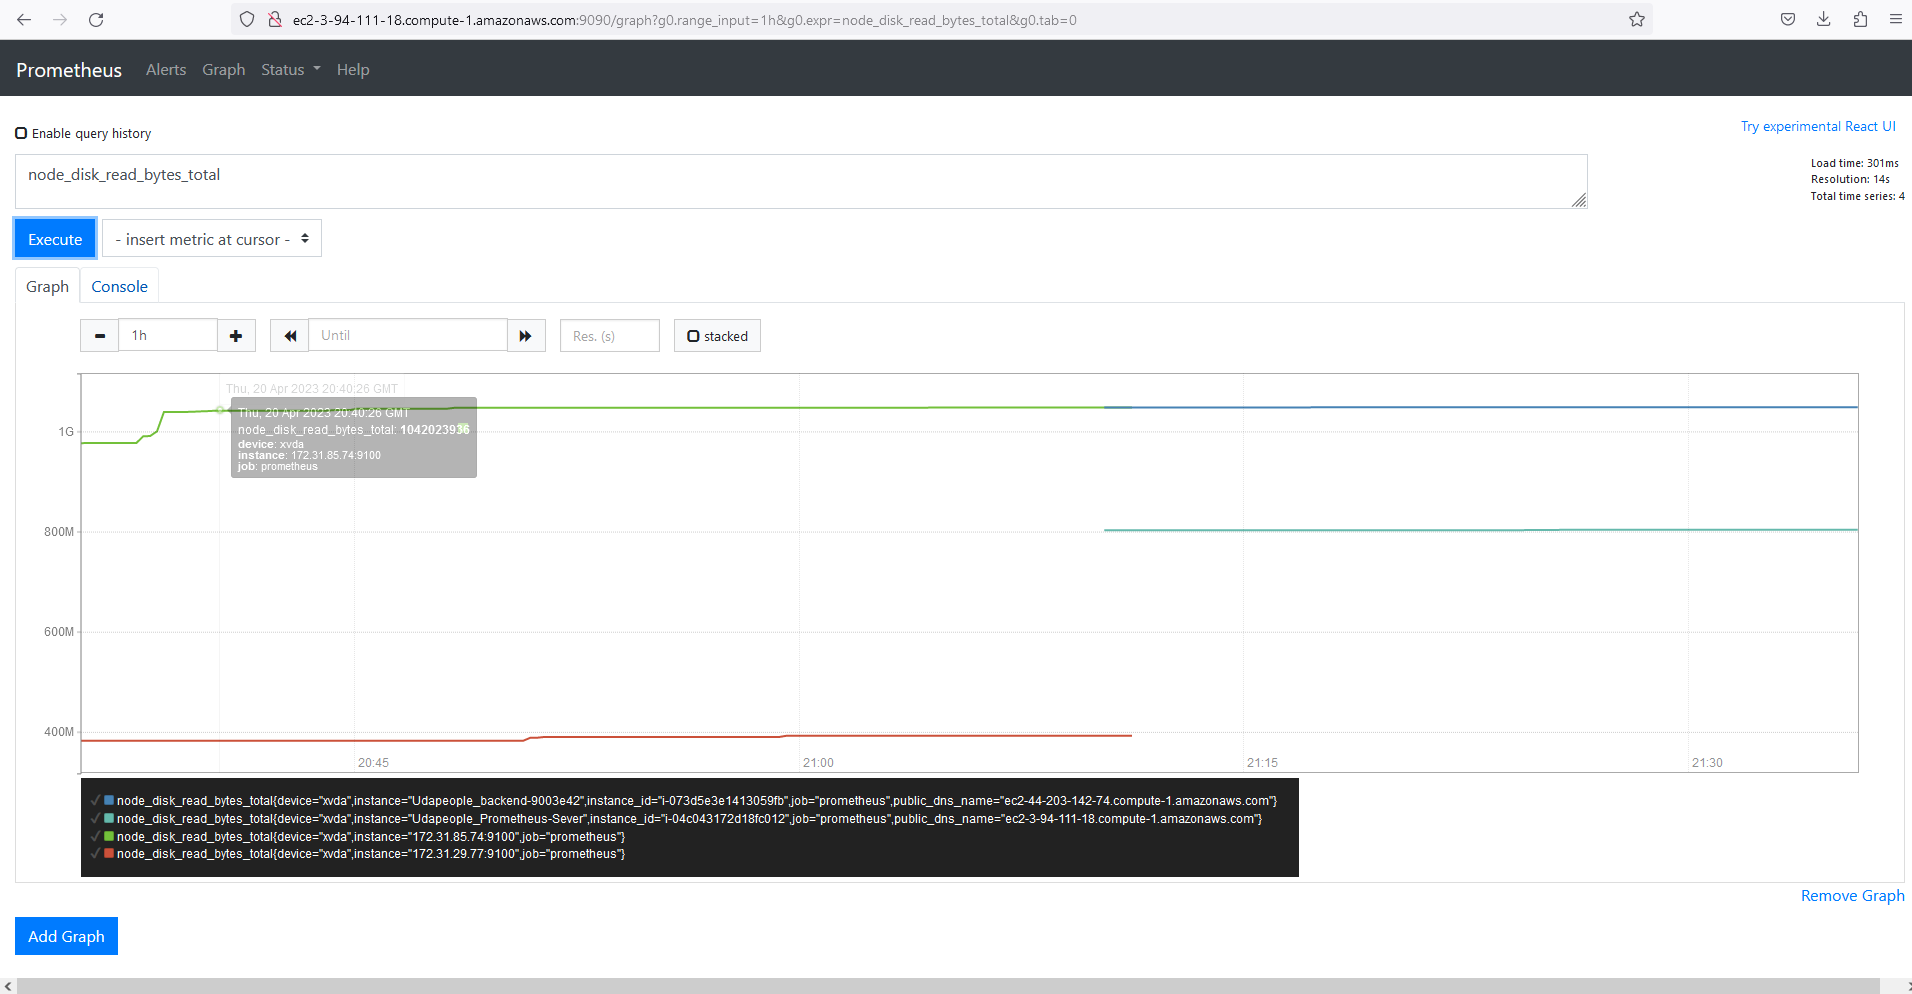 ec2-3-94-111-18.compute-1.amazonaws.com:9090/graph?g0.range_input=1h&g0.expr=node_disk_read_bytes_total&g0.tab=0
Prometheus Alerts Graph Status Help
Enable query history
Try experimental React UI
node_disk_read_bytes_total
Load time: 301ms
Resolution: 14s
Total time series: 4
Execute - insert metric at cursor -
Graph Console
1h Until Res. (s) stacked
Thu, 20 Apr 2023 20:40:26 GMT
Thu, 20 Apr 2023 20:40:26 GMT
node_disk_read_bytes_total: 1042023936
device: xvda
instance: 172.31.85.74:9100
job: prometheus
1G
800M
600M
400M
20:45 21:00 21:15 21:30
✓ node_disk_read_bytes_total{device="xvda",instance="Udapeople_backend-9003e42",instance_id="i-073d5e3e1413059fb",job="prometheus",public_dns_name="ec2-44-203-142-74.compute-1.amazonaws.com"}
✓ node_disk_read_bytes_total{device="xvda",instance="Udapeople_Prometheus-Sever",instance_id="i-04c043172d18fc012",job="prometheus",public_dns_name="ec2-3-94-111-18.compute-1.amazonaws.com"}
✓ node_disk_read_bytes_total{device="xvda",instance="172.31.85.74:9100",job="prometheus"}
✓ node_disk_read_bytes_total{device="xvda",instance="172.31.29.77:9100",job="prometheus"}
Remove Graph
Add Graph